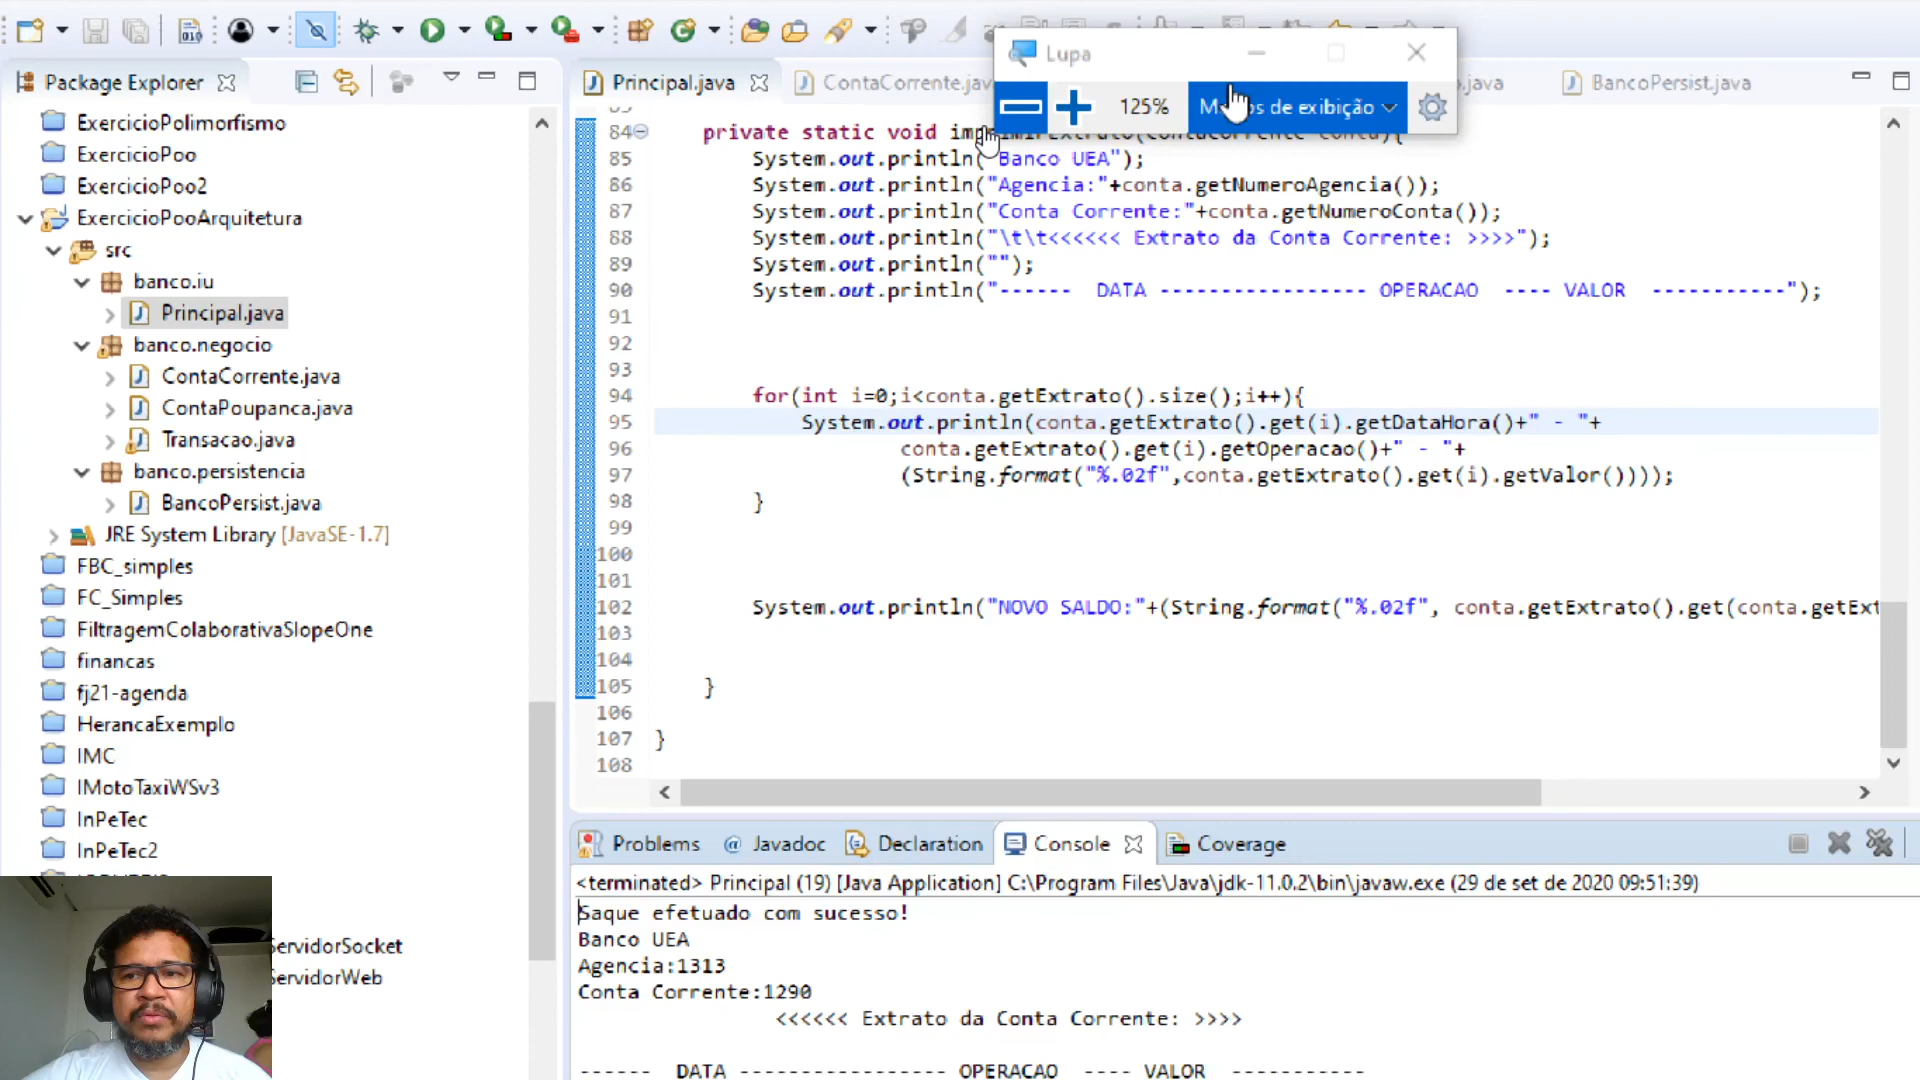 Package Explorer
ExercicioPolimorfismo
ExercicioPoo
ExercicioPoo2
ExercicioPooArquitetura
src
banco.iu
Principal.java
banco.negocio
ContaCorrente.java
ContaPoupanca.java
Transacao.java
banco.persistencia
BancoPersist.java
JRE System Library [JavaSE-1.7]
FBC_simples
FC_Simples
FiltragemColaborativaSlopeOne
financas
fj21-agenda
HerancaExemplo
IMC
IMotoTaxiWSv3
InPeTec
InPeTec2
ServidorSocket
ServidorWeb
Principal.java
ContaCorrente.jav
.java
BancoPersist.java
Lupa
125%
de exibição
84 private static void
85 System.out.println("Banco UEA");
86 System.out.println("Agencia:"+conta.getNumeroAgencia());
87 System.out.println("Conta Corrente:"+conta.getNumeroConta());
88 System.out.println("\t\t<<<<<< Extrato da Conta Corrente: >>>>");
89 System.out.println("");
90 System.out.println("------  DATA ----------------- OPERACAO  ---- VALOR  -----------");
91
92
93
94 for(int i=0;i<conta.getExtrato().size();i++){
95 System.out.println(conta.getExtrato().get(i).getDataHora()+" - "+
96 conta.getExtrato().get(i).getOperacao()+" - "+
97 (String.format("%.02f",conta.getExtrato().get(i).getValor())));
98 }
99
100
101
102 System.out.println("NOVO SALDO:"+(String.format("%.02f", conta.getExtrato().get(conta.getExt
103
104
105 }
106
107 }
108
Problems @ Javadoc Declaration Console Coverage
<terminated> Principal (19) [Java Application] C:\Program Files\Java\jdk-11.0.2\bin\javaw.exe (29 de set de 2020 09:51:39)
Saque efetuado com sucesso!
Banco UEA
Agencia:1313
Conta Corrente:1290
<<<<<< Extrato da Conta Corrente: >>>>
------  DATA ----------------- OPERACAO  ---- VALOR  -----------